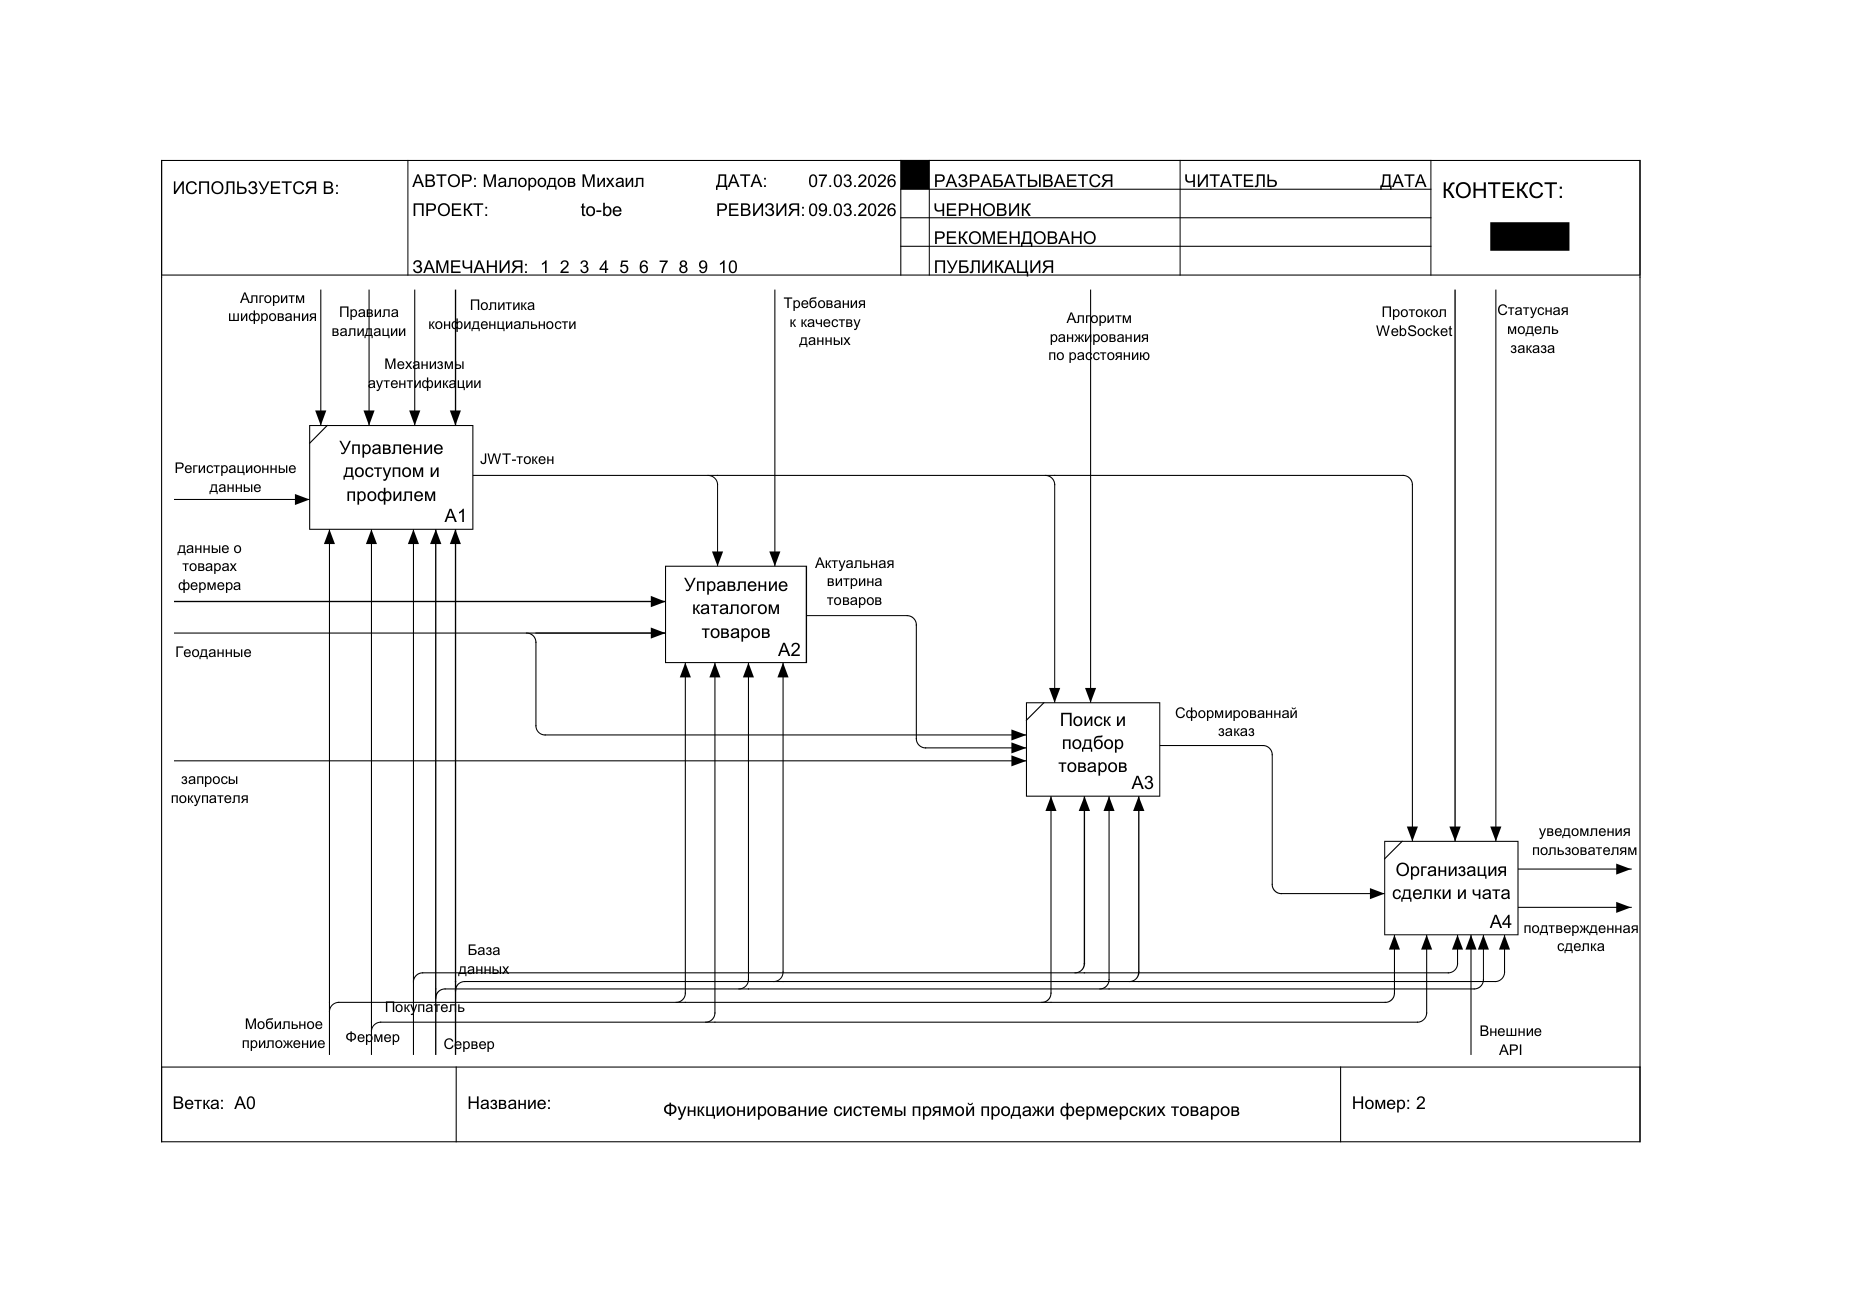 ИСПОЛЬЗУЕТСЯ В:
АВТОР: Малородов Михаил
ДАТА: 07.03.2026
ПРОЕКТ: to-be
РЕВИЗИЯ: 09.03.2026
ЗАМЕЧАНИЯ: 1 2 3 4 5 6 7 8 9 10
РАЗРАБАТЫВАЕТСЯ
ЧЕРНОВИК
РЕКОМЕНДОВАНО
ПУБЛИКАЦИЯ
ЧИТАТЕЛЬ ДАТА
КОНТЕКСТ:
Алгоритм
шифрования
Правила
валидации
Механизмы
аутентификации
Политика
конфиденциальности
Требования
к качеству
данных
Алгоритм
ранжирования
по расстоянию
Протокол
WebSocket
Статусная
модель
заказа
Регистрационные
данные
Управление
доступом и
профилем
A1
JWT-токен
данные о
товарах
фермера
Геоданные
Управление
каталогом
товаров
A2
Актуальная
витрина
товаров
запросы
покупателя
Поиск и
подбор
товаров
A3
Сформированнай
заказ
Организация
сделки и чата
A4
уведомления
пользователям
подтвержденная
сделка
База
данных
Покупатель
Мобильное
приложение
Фермер
Сервер
Внешние
API
Ветка: A0
Название:
Функционирование системы прямой продажи фермерских товаров
Номер: 2